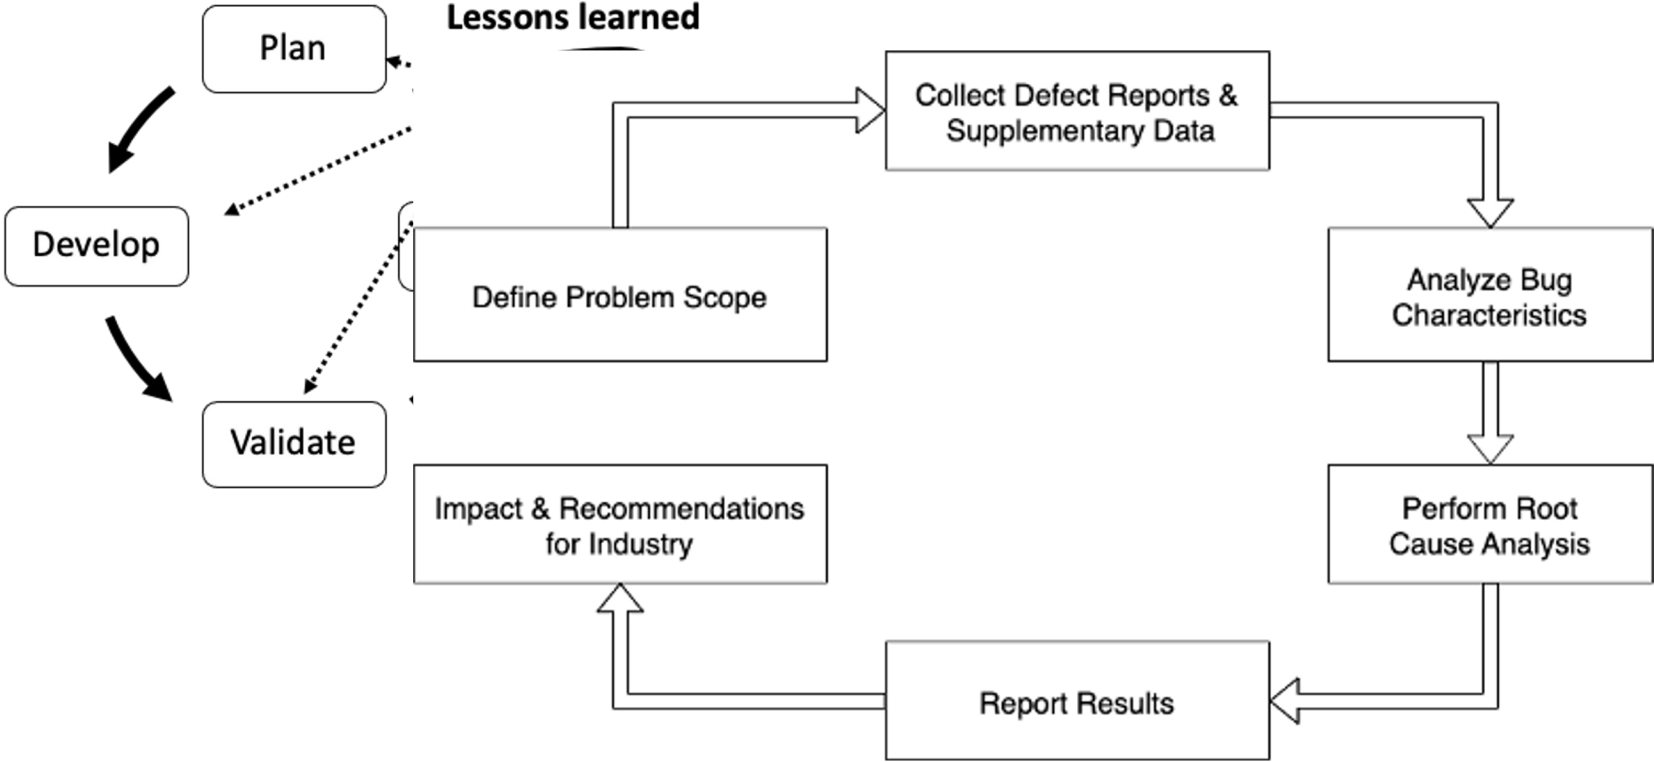 Lessons learned
Plan
Develop
Validate
Define Problem Scope
Collect Defect Reports &
Supplementary Data
Analyze Bug
Characteristics
Perform Root
Cause Analysis
Report Results
Impact & Recommendations
for Industry